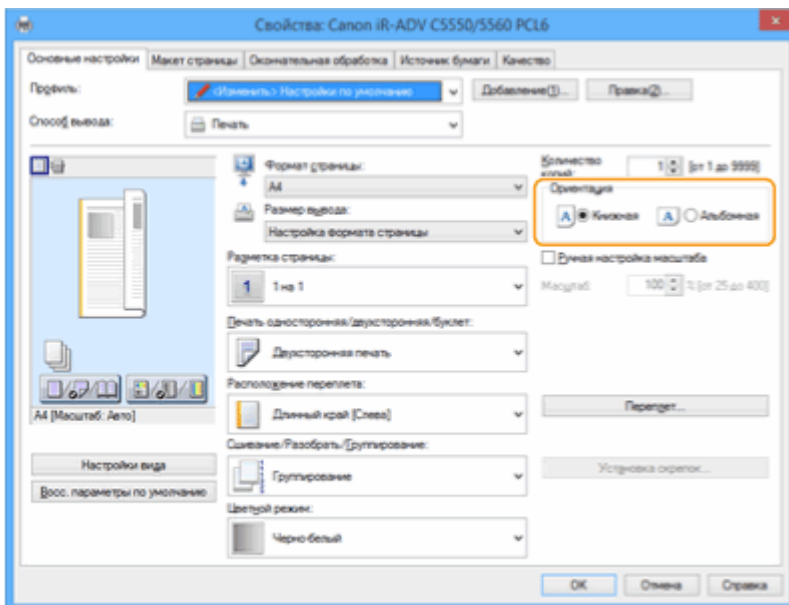 Свойства: Canon iR-ADV C5550/5560 PCL6
Основные настройки Макет страницы Окончательная обработка Источник бумаги Качество
Профиль: <Изменить> Настройки по умолчанию Добавление(1)... Правка(2)...
Способ вывода: Печать
Формат страницы:
A4
Размер вывода:
Настройка формата страницы
Количество копий: 1 [от 1 до 9999]
Ориентация
A Книжная A Альбомная
Разметка страницы:
1 1 на 1
Ручная настройка масштаба
Масштаб: 100 % [от 25 до 400]
Печать односторонняя/двухсторонняя/буклет:
Двухсторонняя печать
Расположение переплета:
Длинный край [Слева]
Переплет...
A4 [Масштаб: Авто]
Сшивание/Разобрать/Группирование:
Группирование
Установка скрепок...
Настройки вида
Восс. параметры по умолчанию
Цветной режим:
Черно-белый
OK Отмена Справка